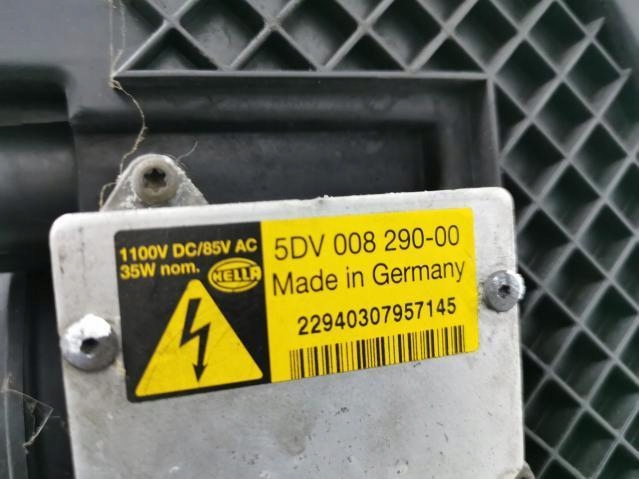 1100V DC/85V AC
35W nom.
HELLA
5DV 008 290-00
Made in Germany
22940307957145